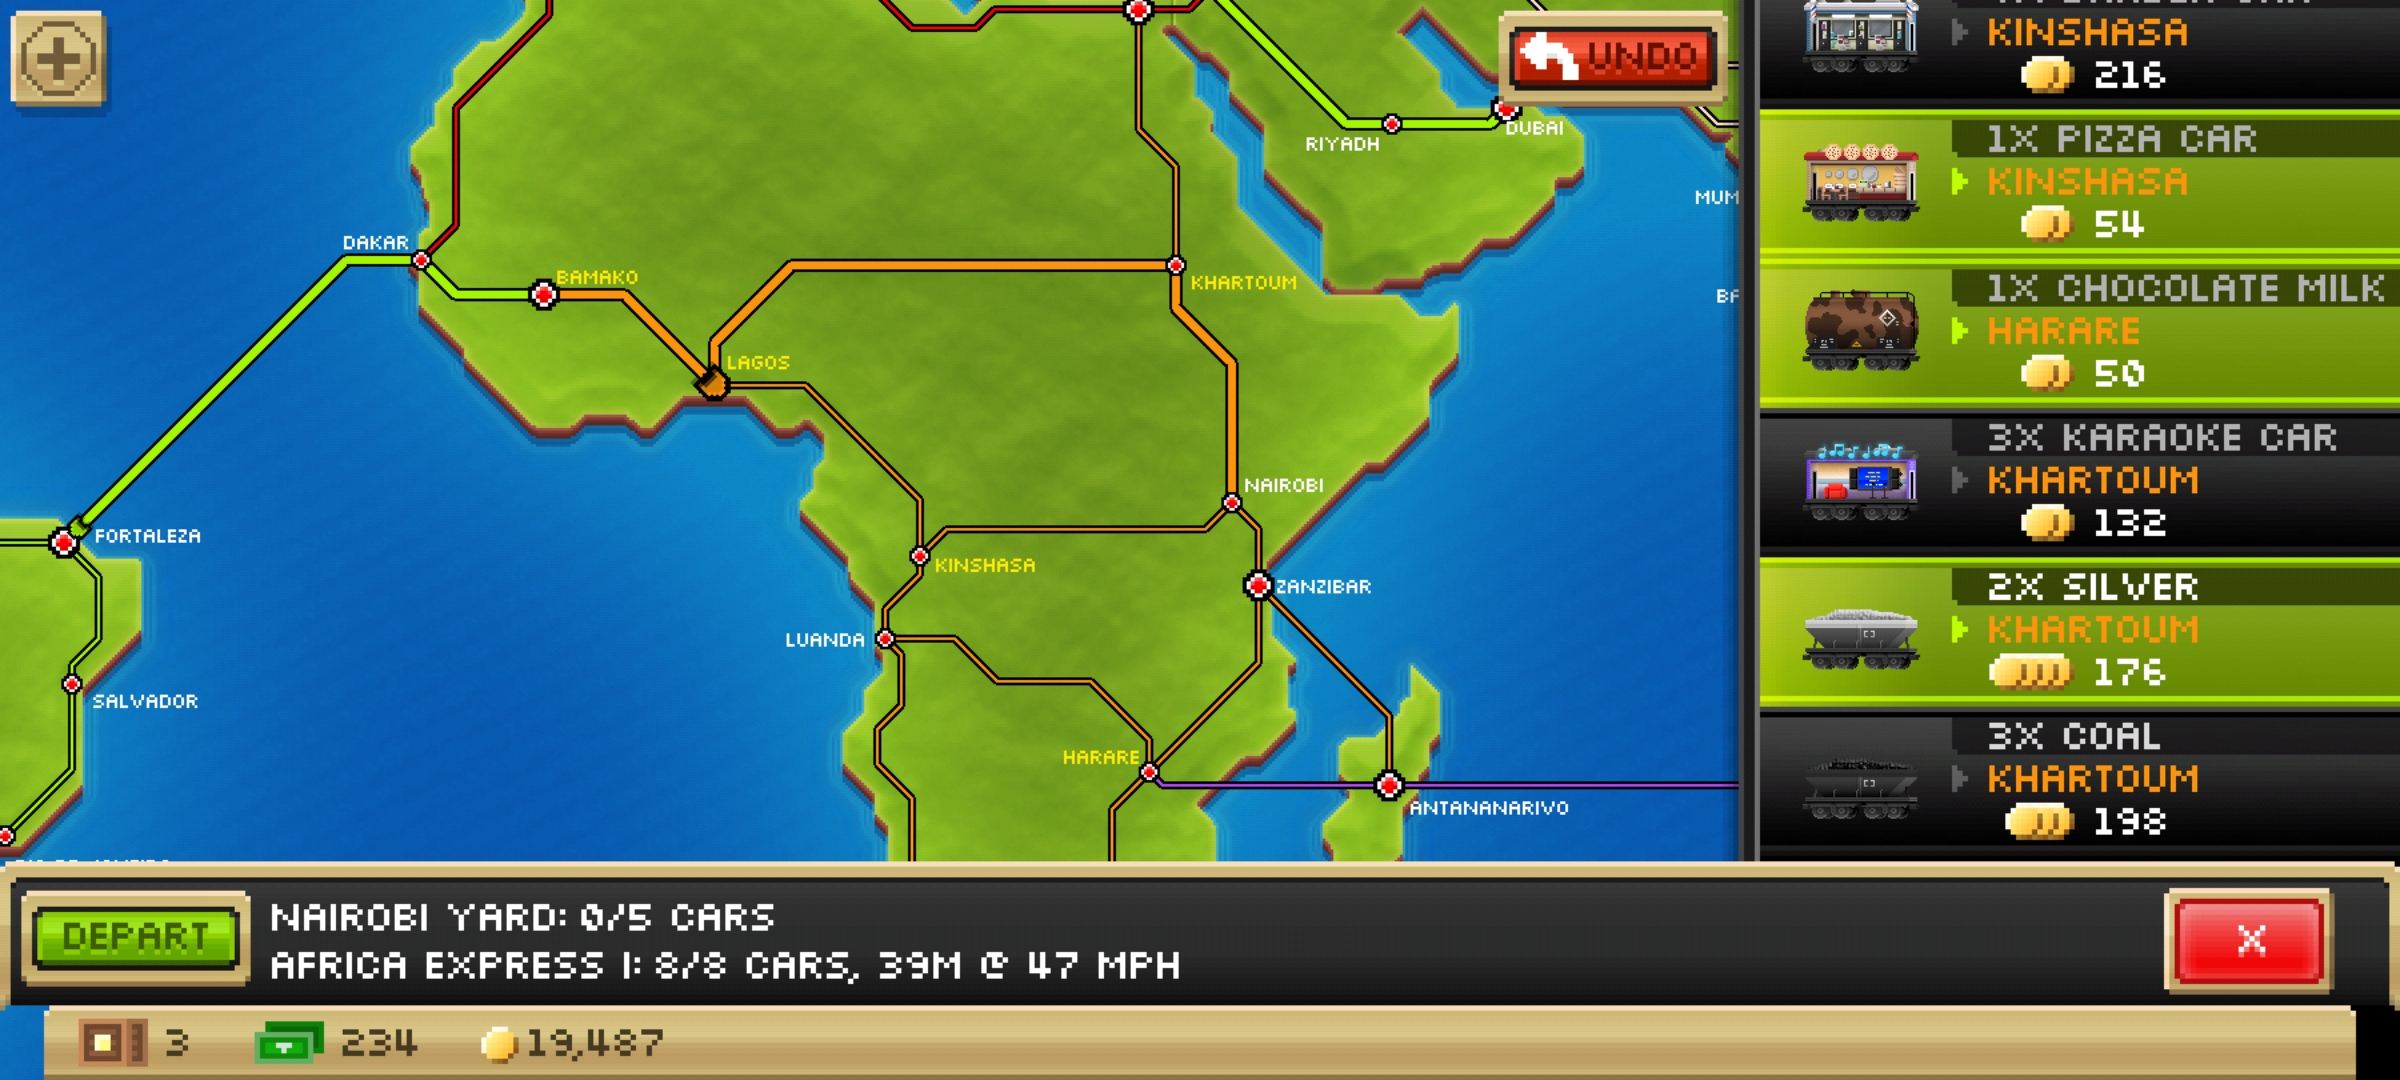 UNDO
RIYADH
DUBAI
MUM
DAKAR
BAMAKO
KHARTOUM
BA
LAGOS
NAIROBI
FORTALEZA
KINSHASA
ZANZIBAR
LUANDA
SALVADOR
HARARE
ANTANANARIVO
KINSHASA
216
1X PIZZA CAR
KINSHASA
54
1X CHOCOLATE MILK
HARARE
50
3X KARAOKE CAR
KHARTOUM
132
2X SILVER
KHARTOUM
176
3X COAL
KHARTOUM
198
DEPART
NAIROBI YARD: 0/5 CARS
AFRICA EXPRESS I: 8/8 CARS, 39M @ 47 MPH
X
3
234
19,487